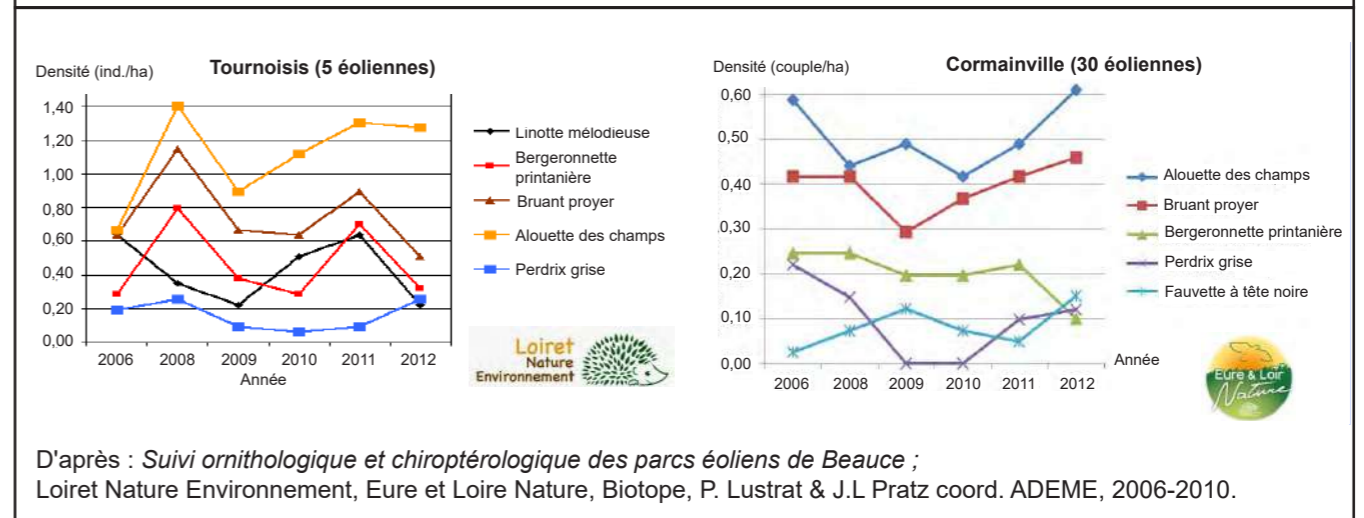 Densité (ind./ha)
Tournoisis (5 éoliennes)
1,40
1,20
1,00
0,80
0,60
0,40
0,20
0,00
2006 2008 2009 2010 2011 2012
Année
Linotte mélodieuse
Bergeronnette
printanière
Bruant proyer
Alouette des champs
Perdrix grise
Loiret
Nature
Environnement
Densité (couple/ha)
Cormainville (30 éoliennes)
0,60
0,50
0,40
0,30
0,20
0,10
0,00
2006 2008 2009 2010 2011 2012
Année
Alouette des champs
Bruant proyer
Bergeronnette printanière
Perdrix grise
Fauvette à tête noire
Eure & Loir
Nature
D'après : Suivi ornithologique et chiroptérologique des parcs éoliens de Beauce ;
Loiret Nature Environnement, Eure et Loire Nature, Biotope, P. Lustrat & J.L Pratz coord. ADEME, 2006-2010.